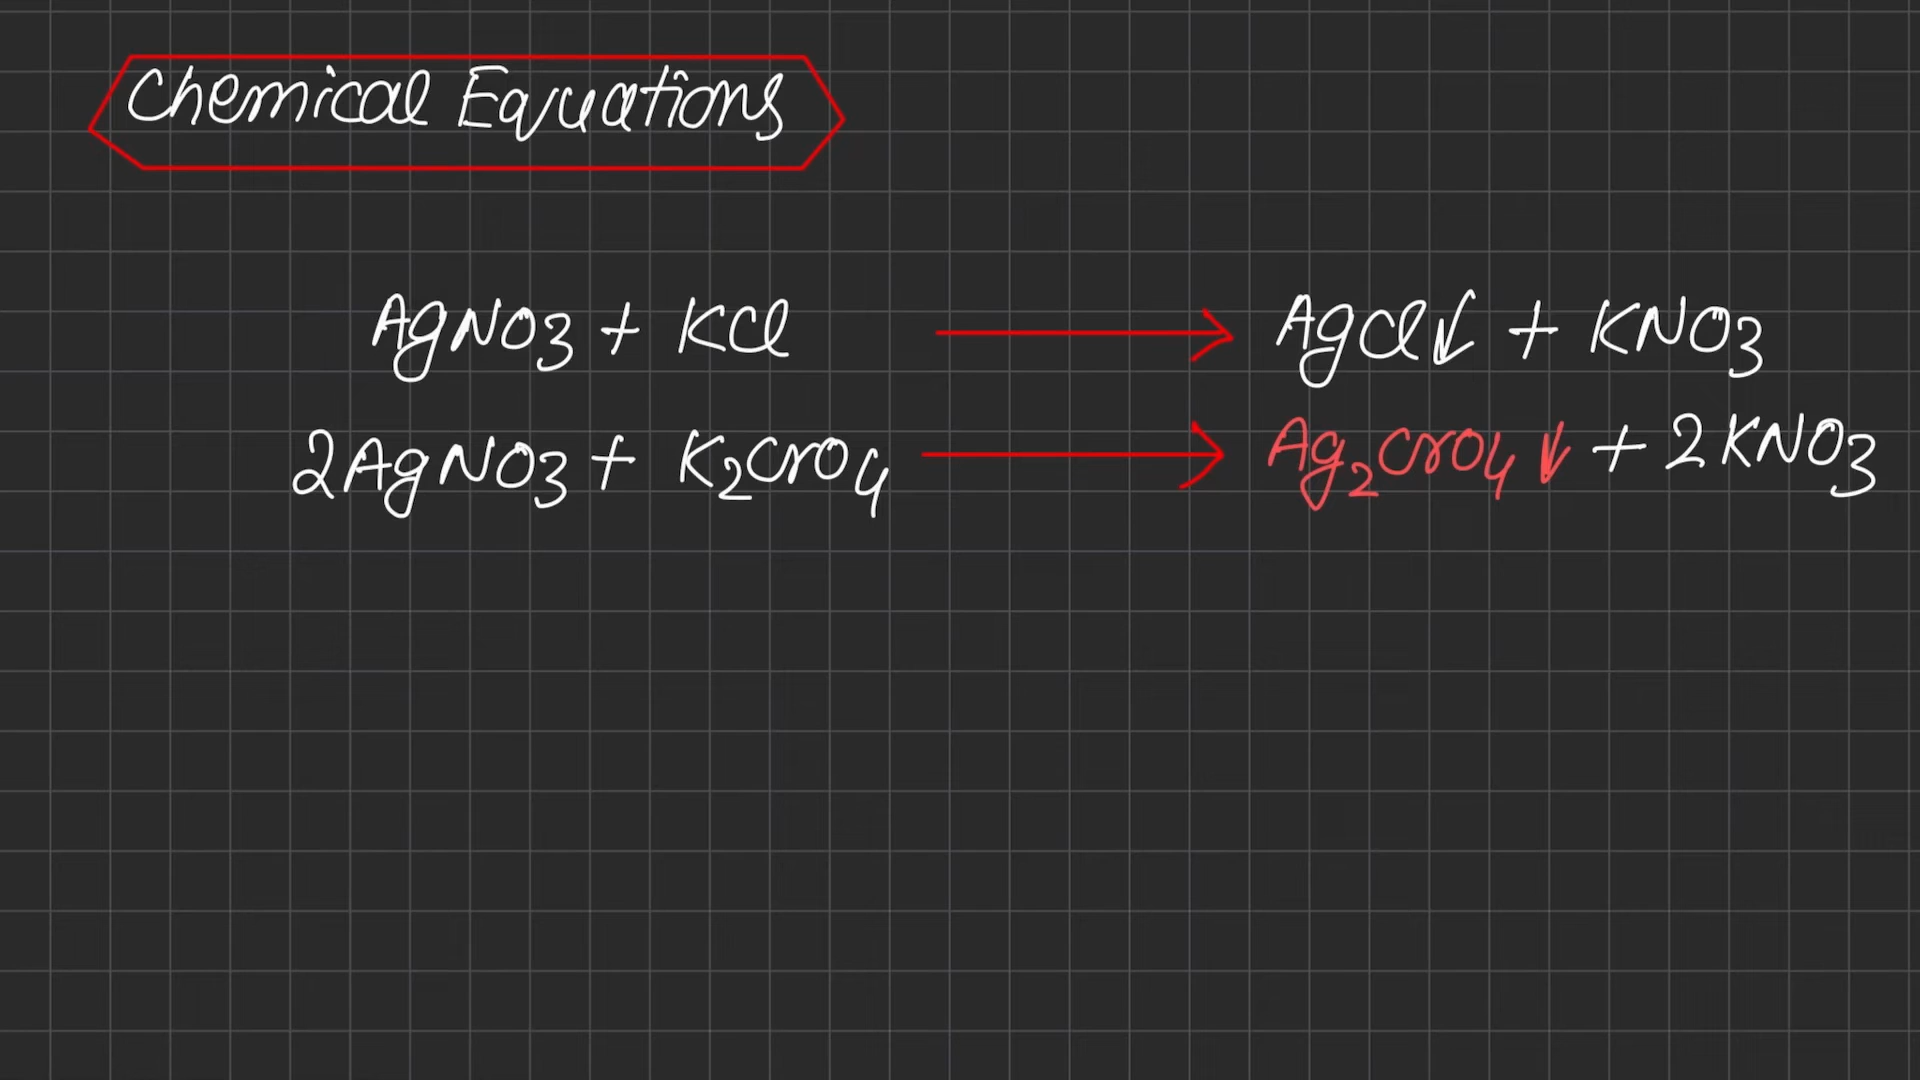 Chemical Equations
AgNO3 + KCl → AgCl↓ + KNO3
2AgNO3 + K2CrO4 → Ag2CrO4↓ + 2KNO3